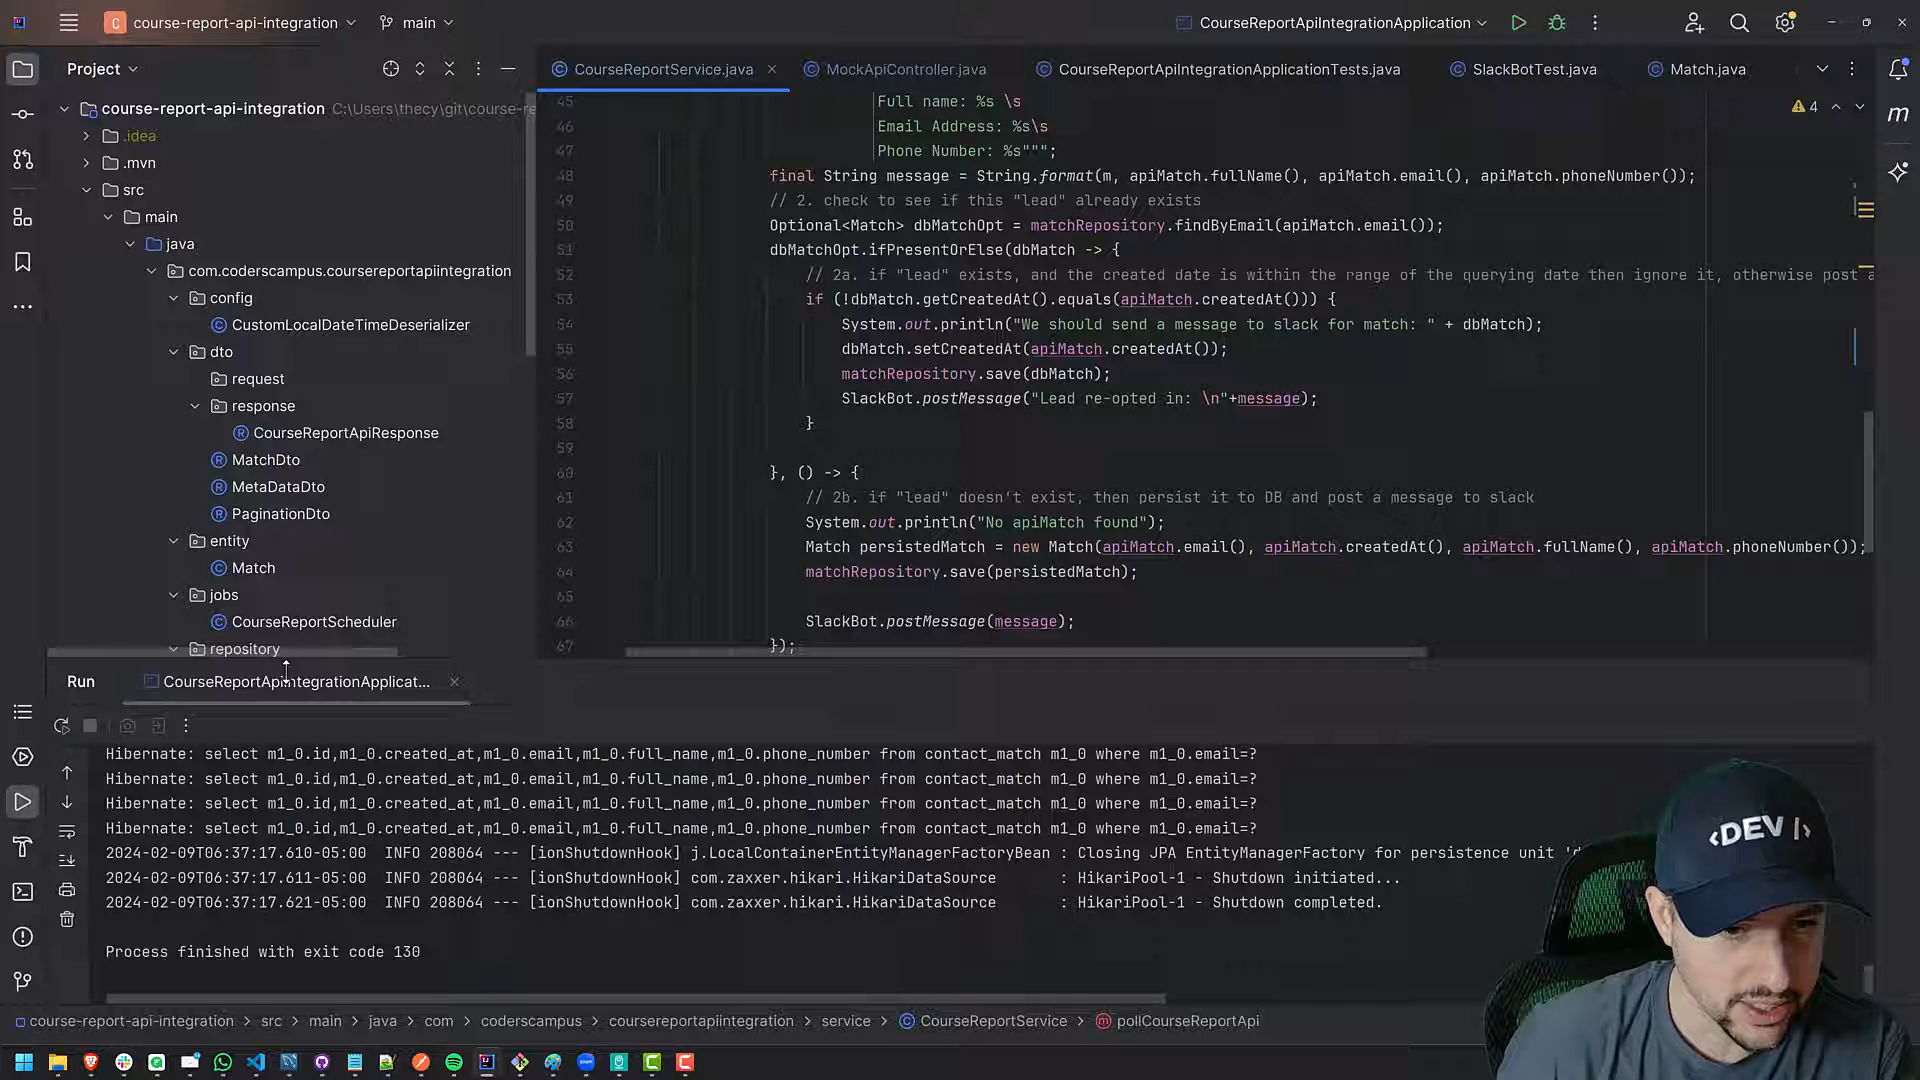 C course-report-api-integration main CourseReportApiIntegrationApplication
Project
course-report-api-integration C:\Users\thecy\git\course-re
.idea
.mvn
src
main
java
com.coderscampus.coursereportapiintegration
config
CustomLocalDateTimeDeserializer
dto
request
response
CourseReportApiResponse
MatchDto
MetaDataDto
PaginationDto
entity
Match
jobs
CourseReportScheduler
repository
CourseReportService.java MockApiController.java CourseReportApiIntegrationApplicationTests.java SlackBotTest.java Match.java
4
45 Full name: %s \s
46 Email Address: %s\s
47 Phone Number: %s""";
48 final String message = String.format(m, apiMatch.fullName(), apiMatch.email(), apiMatch.phoneNumber());
49 // 2. check to see if this "lead" already exists
50 Optional<Match> dbMatchOpt = matchRepository.findByEmail(apiMatch.email());
51 dbMatchOpt.ifPresentOrElse(dbMatch -> {
52 // 2a. if "lead" exists, and the created date is within the range of the querying date then ignore it, otherwise post a
53 if (!dbMatch.getCreatedAt().equals(apiMatch.createdAt())) {
54 System.out.println("We should send a message to slack for match: " + dbMatch);
55 dbMatch.setCreatedAt(apiMatch.createdAt());
56 matchRepository.save(dbMatch);
57 SlackBot.postMessage("Lead re-opted in: \n"+message);
58 }
59
60 }, () -> {
61 // 2b. if "lead" doesn't exist, then persist it to DB and post a message to slack
62 System.out.println("No apiMatch found");
63 Match persistedMatch = new Match(apiMatch.email(), apiMatch.createdAt(), apiMatch.fullName(), apiMatch.phoneNumber());
64 matchRepository.save(persistedMatch);
65
66 SlackBot.postMessage(message);
67 });
Run CourseReportApiIntegrationApplicat...
Hibernate: select m1_0.id,m1_0.created_at,m1_0.email,m1_0.full_name,m1_0.phone_number from contact_match m1_0 where m1_0.email=?
Hibernate: select m1_0.id,m1_0.created_at,m1_0.email,m1_0.full_name,m1_0.phone_number from contact_match m1_0 where m1_0.email=?
Hibernate: select m1_0.id,m1_0.created_at,m1_0.email,m1_0.full_name,m1_0.phone_number from contact_match m1_0 where m1_0.email=?
Hibernate: select m1_0.id,m1_0.created_at,m1_0.email,m1_0.full_name,m1_0.phone_number from contact_match m1_0 where m1_0.email=?
2024-02-09T06:37:17.610-05:00 INFO 208064 --- [ionShutdownHook] j.LocalContainerEntityManagerFactoryBean : Closing JPA EntityManagerFactory for persistence unit 'd
2024-02-09T06:37:17.611-05:00 INFO 208064 --- [ionShutdownHook] com.zaxxer.hikari.HikariDataSource : HikariPool-1 - Shutdown initiated...
2024-02-09T06:37:17.621-05:00 INFO 208064 --- [ionShutdownHook] com.zaxxer.hikari.HikariDataSource : HikariPool-1 - Shutdown completed.
Process finished with exit code 130
<DEV |>
course-report-api-integration > src > main > java > com > coderscampus > coursereportapiintegration > service > CourseReportService > pollCourseReportApi